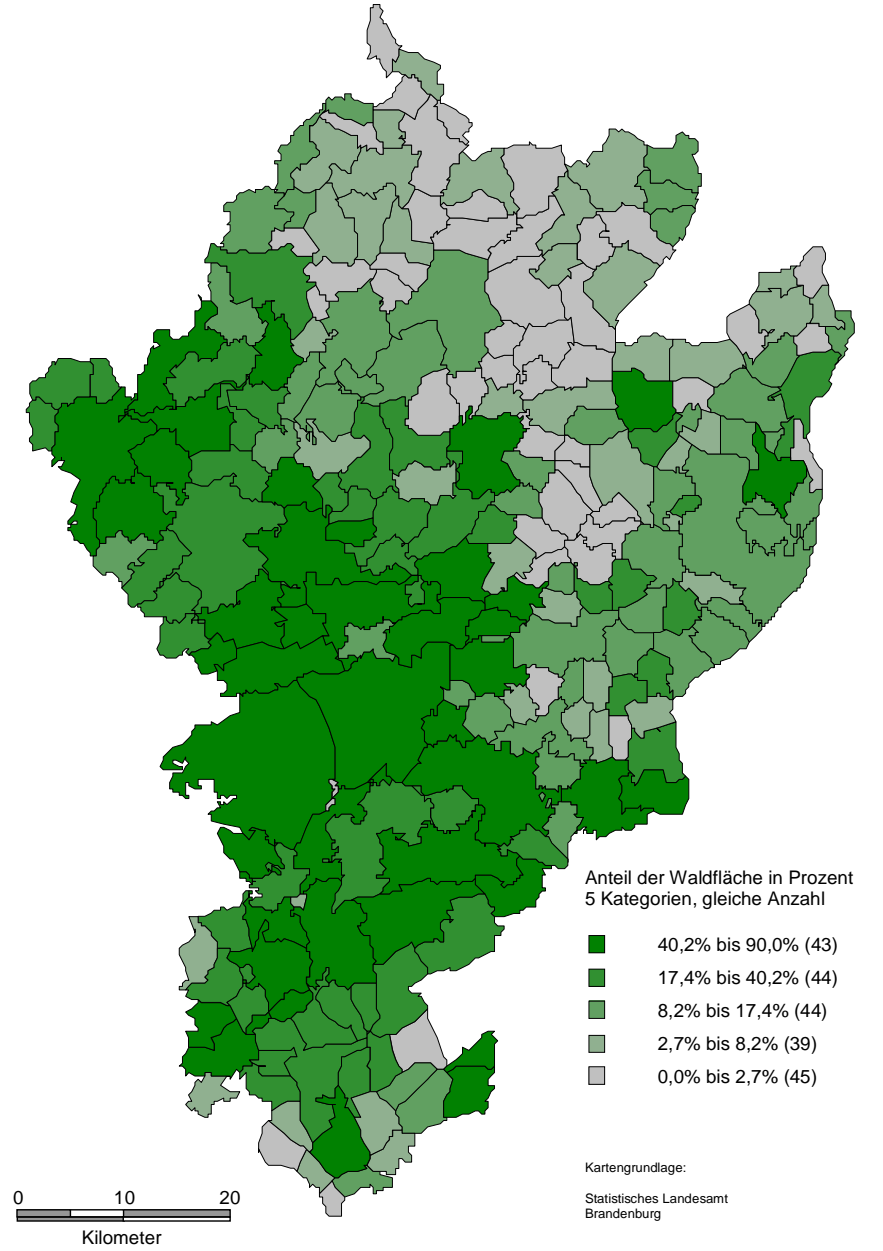 Anteil der Waldfläche in Prozent
5 Kategorien, gleiche Anzahl
40,2% bis 90,0% (43)
17,4% bis 40,2% (44)
8,2% bis 17,4% (44)
2,7% bis 8,2% (39)
0,0% bis 2,7% (45)
Kartengrundlage:
Statistisches Landesamt
Brandenburg
0 10 20
Kilometer